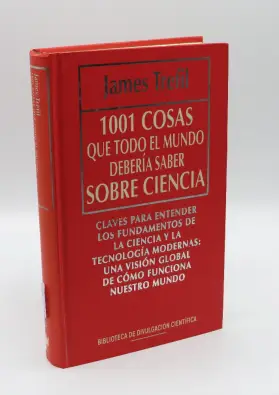 James Trefil
1001 COSAS
QUE TODO EL MUNDO
DEBERÍA SABER
SOBRE CIENCIA
CLAVES PARA ENTENDER
LOS FUNDAMENTOS DE
LA CIENCIA Y LA
TECNOLOGÍA MODERNAS:
UNA VISIÓN GLOBAL
DE CÓMO FUNCIONA
NUESTRO MUNDO
BIBLIOTECA DE DIVULGACIÓN CIENTÍFICA